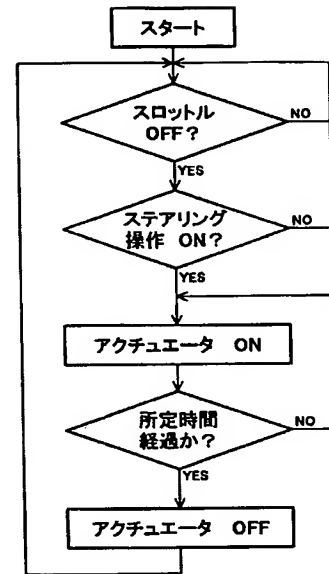 スタート
スロットル
OFF?
NO
YES
ステアリング
操作 ON?
NO
YES
アクチュエータ ON
所定時間
経過か?
NO
YES
アクチュエータ OFF